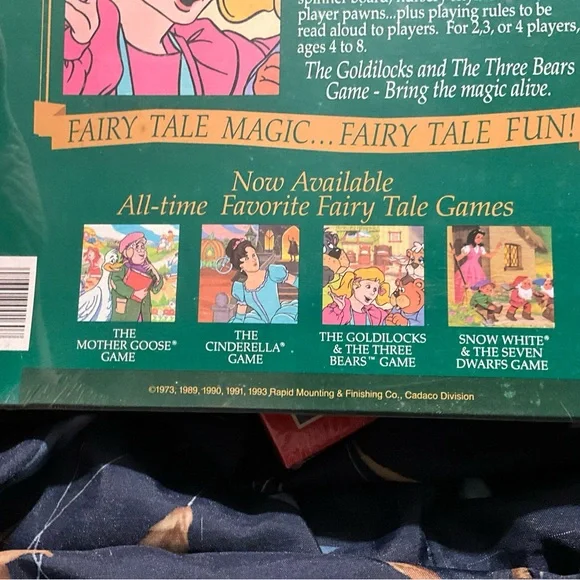 player pawns...plus playing rules to be
read aloud to players. For 2,3, or 4 players,
ages 4 to 8.
The Goldilocks and The Three Bears
Game - Bring the magic alive.
FAIRY TALE MAGIC...FAIRY TALE FUN!
Now Available
All-time Favorite Fairy Tale Games
THE
MOTHER GOOSE®
GAME
THE
CINDERELLA®
GAME
THE GOLDILOCKS
& THE THREE
BEARS™ GAME
SNOW WHITE®
& THE SEVEN
DWARFS GAME
©1973, 1989, 1990, 1991, 1993 Rapid Mounting & Finishing Co., Cadaco Division